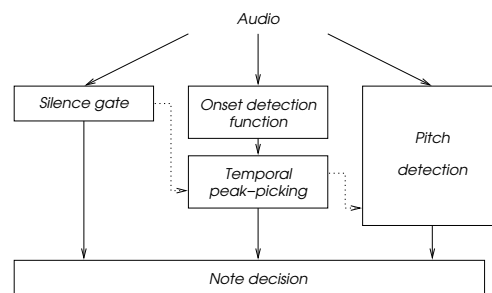 Audio
Silence gate
Onset detection
function
Temporal
peak–picking
Pitch
detection
Note decision